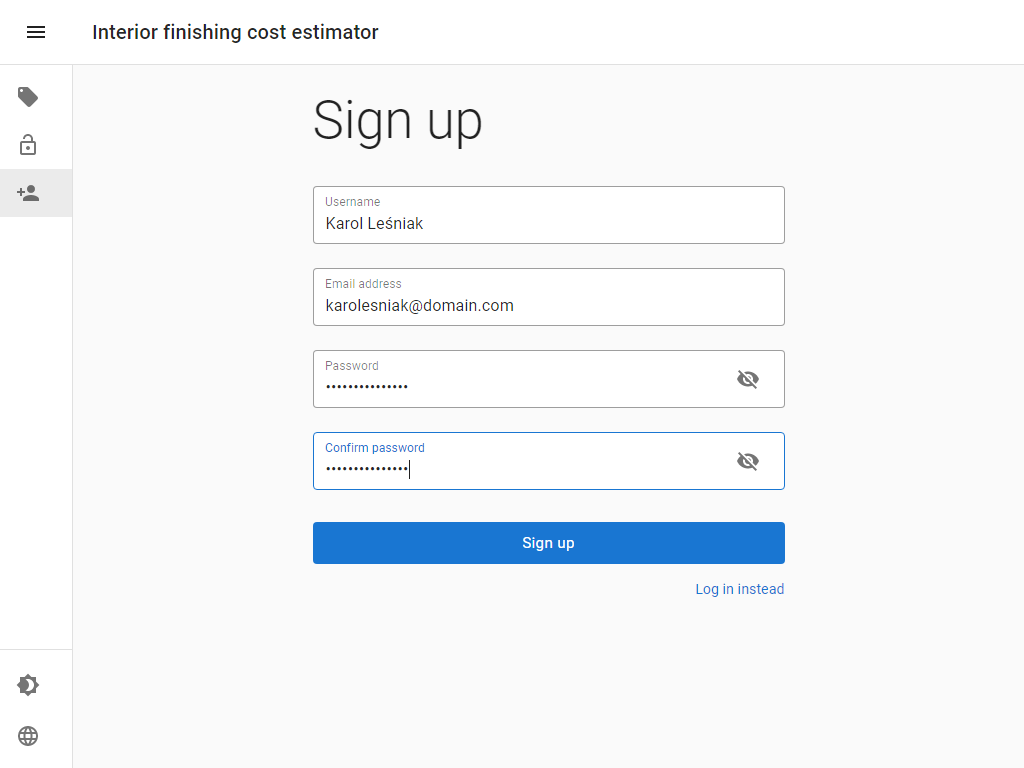 Interior finishing cost estimator
Sign up
Username
Karol Leśniak
Email address
karolesniak@domain.com
Password
•••••••••••••••
Confirm password
•••••••••••••••
Sign up
Log in instead